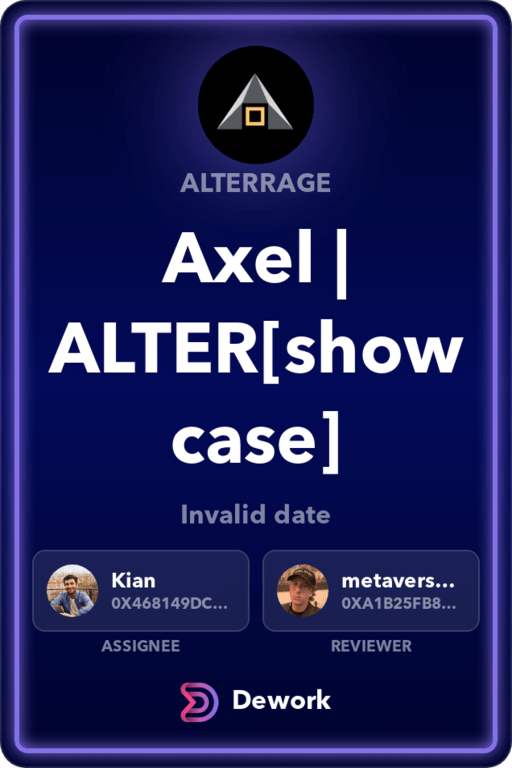 ALTERRAGE
Axel |
ALTER[show
case]
Invalid date
Kian
0X468149DC...
metavers...
0XA1B25FB8...
ASSIGNEE
REVIEWER
Dework